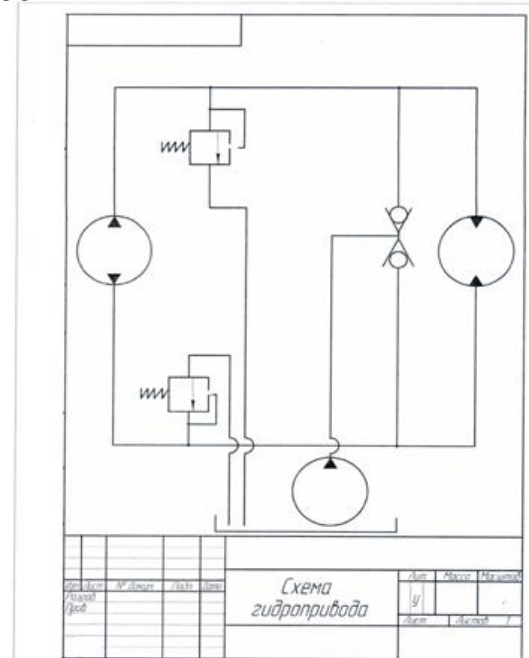 Лит Масса Масштаб
Изм Лист № докум Подп Дата
Схема
гидропривода
Разраб
у
Пров
Лист Листов 1